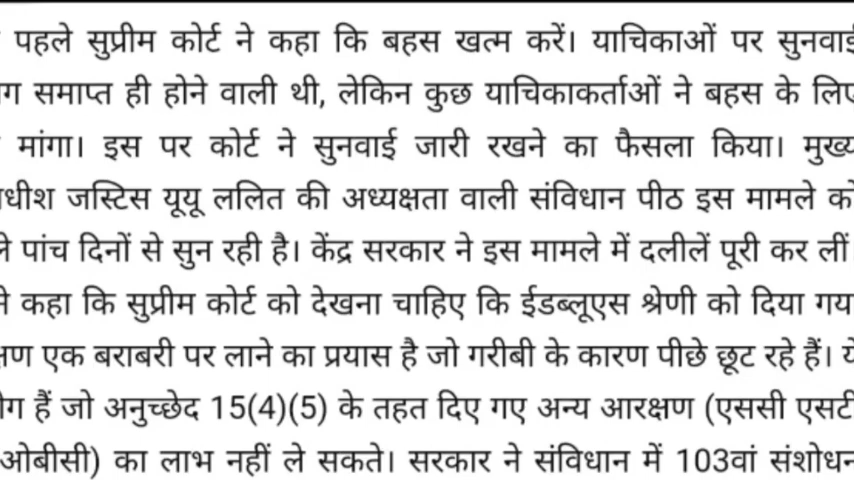 पहले सुप्रीम कोर्ट ने कहा कि बहस खत्म करें। याचिकाओं पर सुनवाई
समाप्त ही होने वाली थी, लेकिन कुछ याचिकाकर्ताओं ने बहस के लिए
मांगा। इस पर कोर्ट ने सुनवाई जारी रखने का फैसला किया। मुख्य
जस्टिस यूयू ललित की अध्यक्षता वाली संविधान पीठ इस मामले को
पांच दिनों से सुन रही है। केंद्र सरकार ने इस मामले में दलीलें पूरी कर लीं
कहा कि सुप्रीम कोर्ट को देखना चाहिए कि ईडब्लूएस श्रेणी को दिया गया
एक बराबरी पर लाने का प्रयास है जो गरीबी के कारण पीछे छूट रहे हैं। ये
हैं जो अनुच्छेद 15(4)(5) के तहत दिए गए अन्य आरक्षण (एससी एसटी
ओबीसी) का लाभ नहीं ले सकते। सरकार ने संविधान में 103वां संशोधन